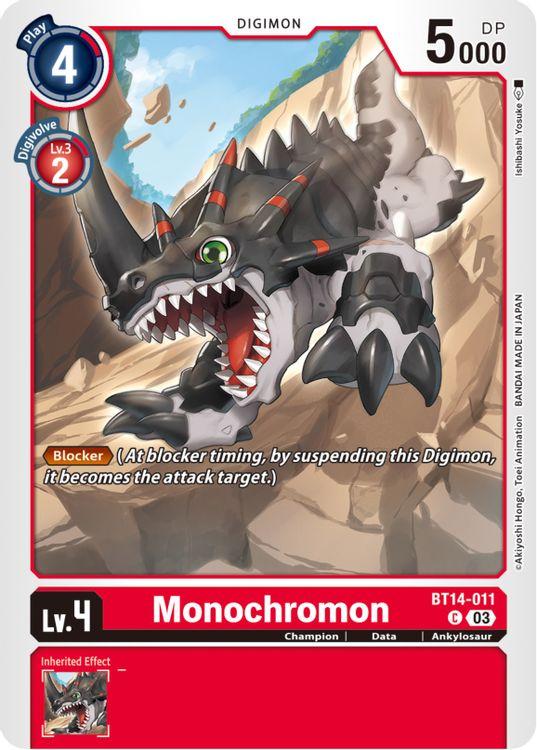 DIGIMON
Play
4
DP
5000
Digivolve
Lv.3
2
Ishibashi Yosuke
©Akiyoshi Hongo, Toei Animation BANDAI MADE IN JAPAN
Blocker (At blocker timing, by suspending this Digimon,
it becomes the attack target.)
Lv.4
Monochromon
BT14-011
C 03
Champion | Data | Ankylosaur
Inherited Effect
–